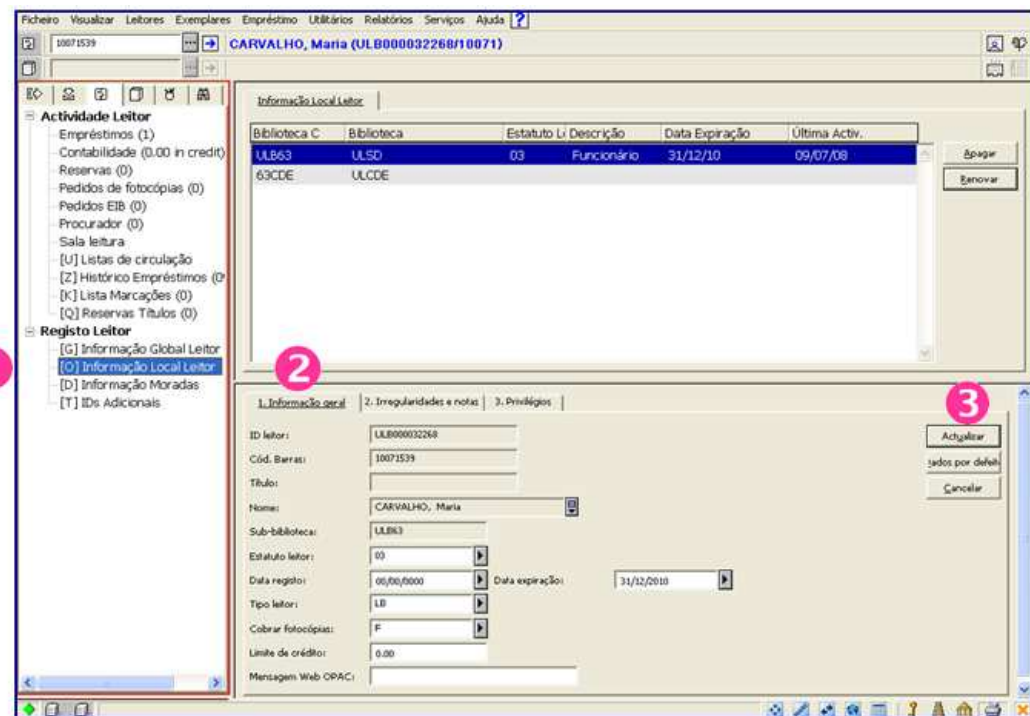 Ficheiro Visualizar Leitores Exemplares Empréstimo Utilitários Relatórios Serviços Ajuda ?
10071539 ... CARVALHO, Maria (ULB000032268/10071)
...
Informação Local Leitor
Actividade Leitor
Empréstimos (1)
Contabilidade (0.00 in credit)
Reservas (0)
Pedidos de fotocópias (0)
Pedidos EIB (0)
Procurador (0)
Sala leitura
[U] Listas de circulação
[Z] Histórico Empréstimos (0
[K] Lista Marcações (0)
[Q] Reservas Títulos (0)
Registo Leitor
[G] Informação Global Leitor
[O] Informação Local Leitor
[D] Informação Moradas
[T] IDs Adicionais
Biblioteca C Biblioteca Estatuto L Descrição Data Expiração Última Activ.
ULB63 ULSD 03 Funcionário 31/12/10 09/07/08
63CDE ULCDE
Apagar
Renovar
2
3
1. Informação geral 2. Irregularidades e notas 3. Privilégios
ID leitor: ULB000032268
Cód. Barras: 10071539
Título:
Nome: CARVALHO, Maria
Sub-biblioteca: ULB63
Estatuto leitor: 03
Data registo: 00/00/0000 Data expiração: 31/12/2010
Tipo leitor: LB
Cobrar fotocópias: F
Limite de crédito: 0.00
Mensagem Web OPAC:
Actualizar
ados por defeit
Cancelar